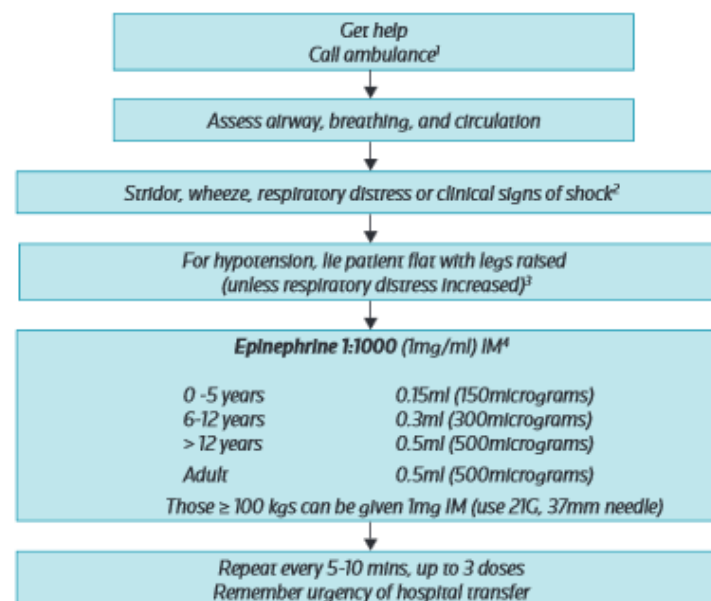 Get help
Call ambulance¹
Assess airway, breathing, and circulation
Stridor, wheeze, respiratory distress or clinical signs of shock²
For hypotension, lie patient flat with legs raised
(unless respiratory distress increased)³
Epinephrine 1:1000 (1mg/ml) IM⁴
0 -5 years 0.15ml (150micrograms)
6-12 years 0.3ml (300micrograms)
> 12 years 0.5ml (500micrograms)
Adult 0.5ml (500micrograms)
Those ≥ 100 kgs can be given 1mg IM (use 21G, 37mm needle)
Repeat every 5-10 mins, up to 3 doses
Remember urgency of hospital transfer